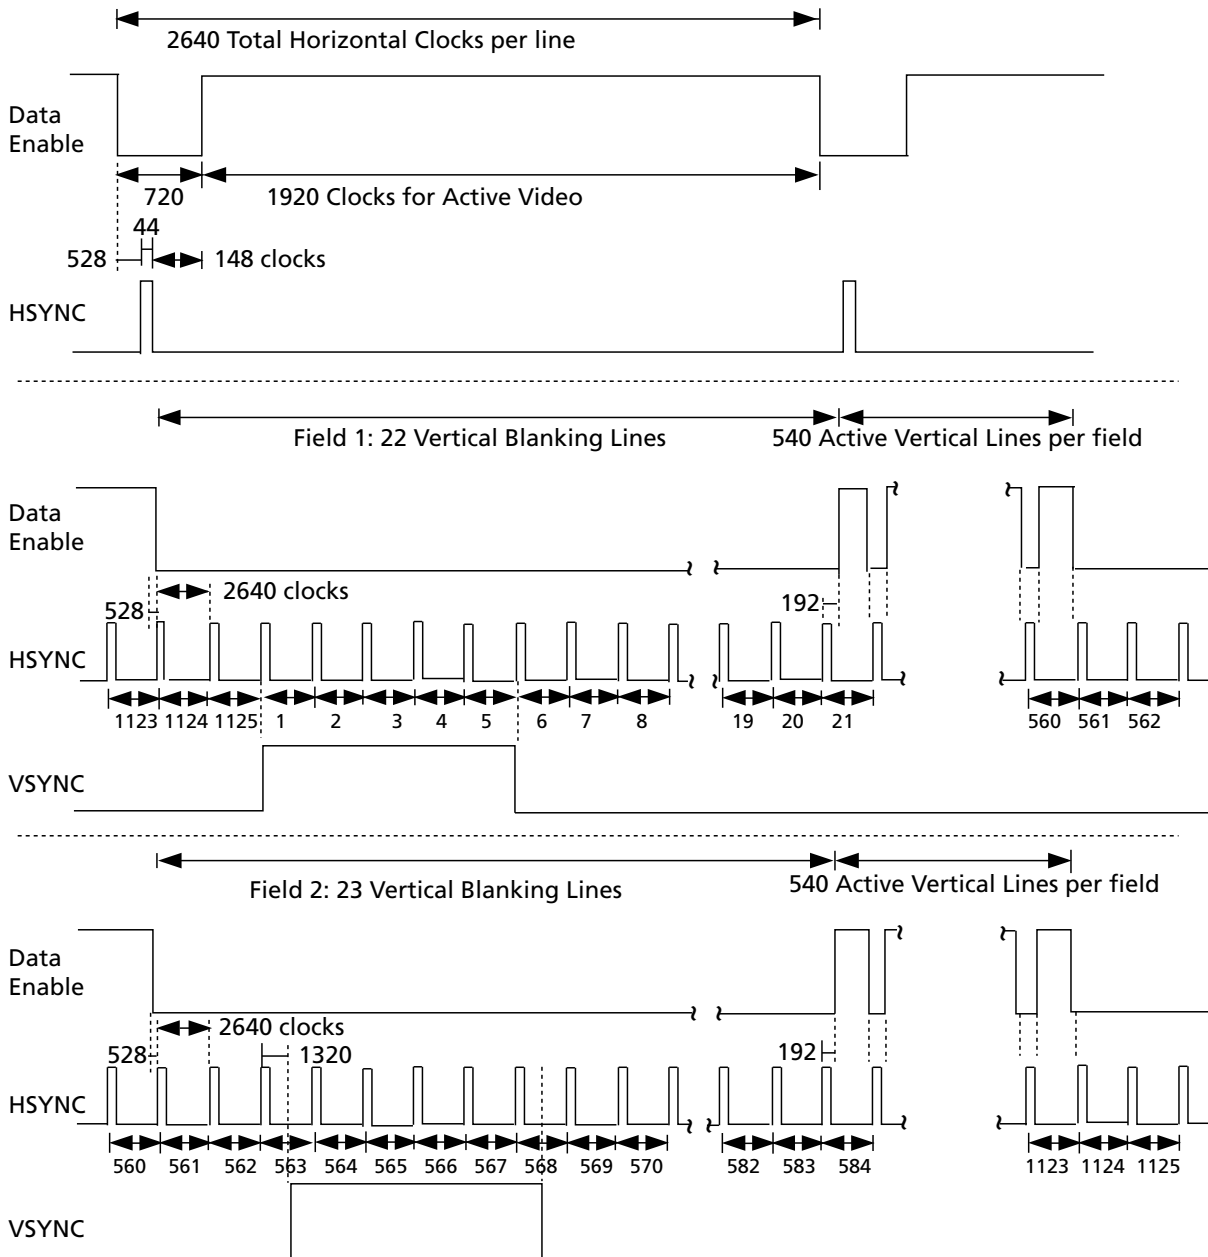 2640 Total Horizontal Clocks per line
Data
Enable
720
1920 Clocks for Active Video
44
528
148 clocks
HSYNC
Field 1: 22 Vertical Blanking Lines
540 Active Vertical Lines per field
Data
Enable
2640 clocks
528
192
HSYNC
1123 1124 1125 1 2 3 4 5 6 7 8 19 20 21 560 561 562
VSYNC
Field 2: 23 Vertical Blanking Lines
540 Active Vertical Lines per field
Data
Enable
2640 clocks
528
1320
192
HSYNC
560 561 562 563 564 565 566 567 568 569 570 582 583 584 1123 1124 1125
VSYNC